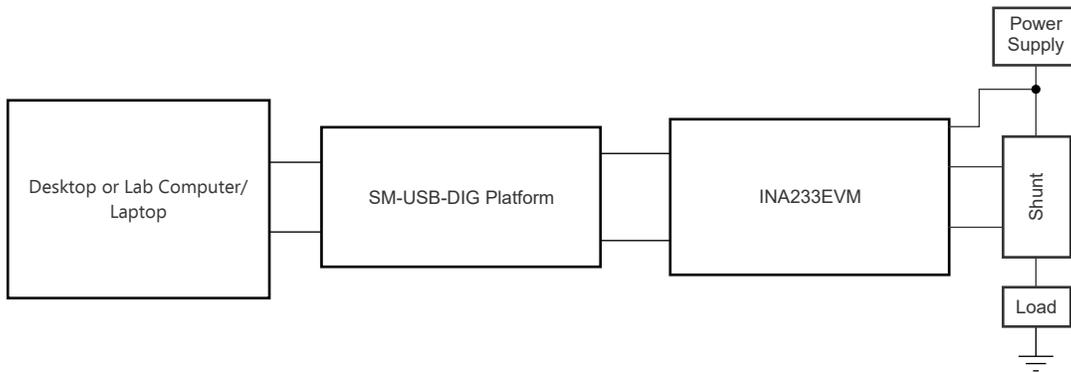 Power
Supply
Desktop or Lab Computer/
Laptop
SM-USB-DIG Platform
INA233EVM
Shunt
Load